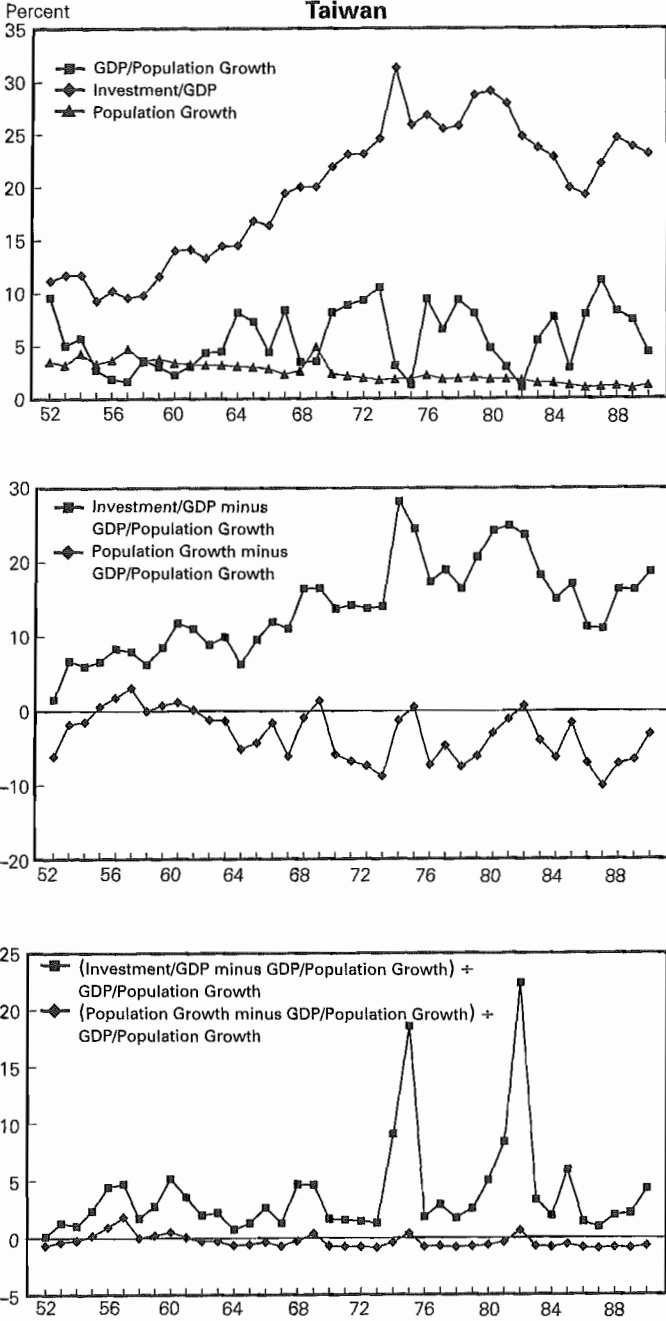 Taiwan
Percent
35
GDP/Population Growth
30
Investment/GDP
Population Growth
25
20
15
10
5
0
52 56 60 64 68 72 76 80 84 88
30
Investment/GDP minus
GDP/Population Growth
Population Growth minus
20
GDP/Population Growth
10
0
-10
-20
52 56 60 64 68 72 76 80 84 88
25
(Investment/GDP minus GDP/Population Growth) ÷
GDP/Population Growth
20
(Population Growth minus GDP/Population Growth) ÷
GDP/Population Growth
15
10
5
0
-5
52 56 60 64 68 72 76 80 84 88